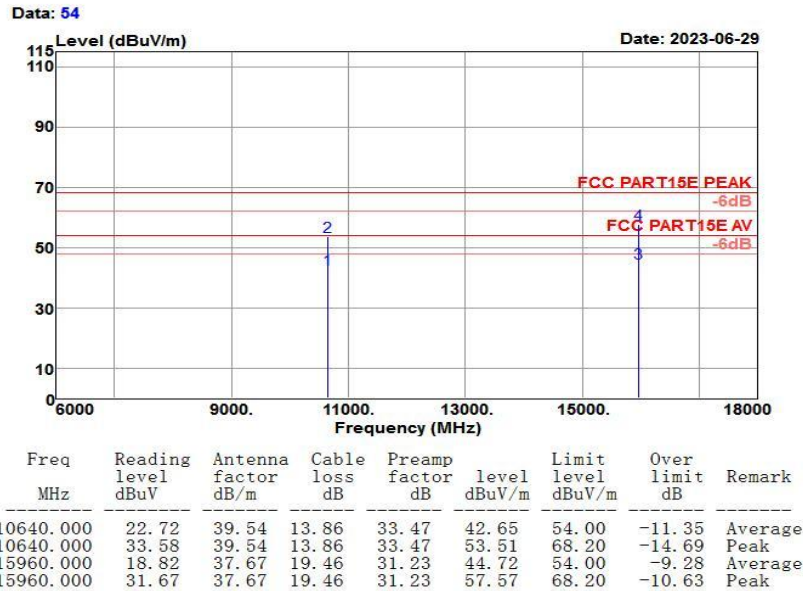 Data: 54
Level (dBuV/m)
Date: 2023-06-29
115
110
90
70
50
30
10
0
FCC PART15E PEAK
-6dB
FCC PART15E AV
-6dB
2
1
4
3
6000 9000. 11000. 13000. 15000. 18000
Frequency (MHz)
Freq Reading Antenna Cable Preamp Limit Over
level factor loss factor level level limit Remark
MHz dBuV dB/m dB dB dBuV/m dBuV/m dB
-------- ------- ------- ------ ------- ------- ------- ------- -------
10640.000 22.72 39.54 13.86 33.47 42.65 54.00 -11.35 Average
10640.000 33.58 39.54 13.86 33.47 53.51 68.20 -14.69 Peak
15960.000 18.82 37.67 19.46 31.23 44.72 54.00 -9.28 Average
15960.000 31.67 37.67 19.46 31.23 57.57 68.20 -10.63 Peak